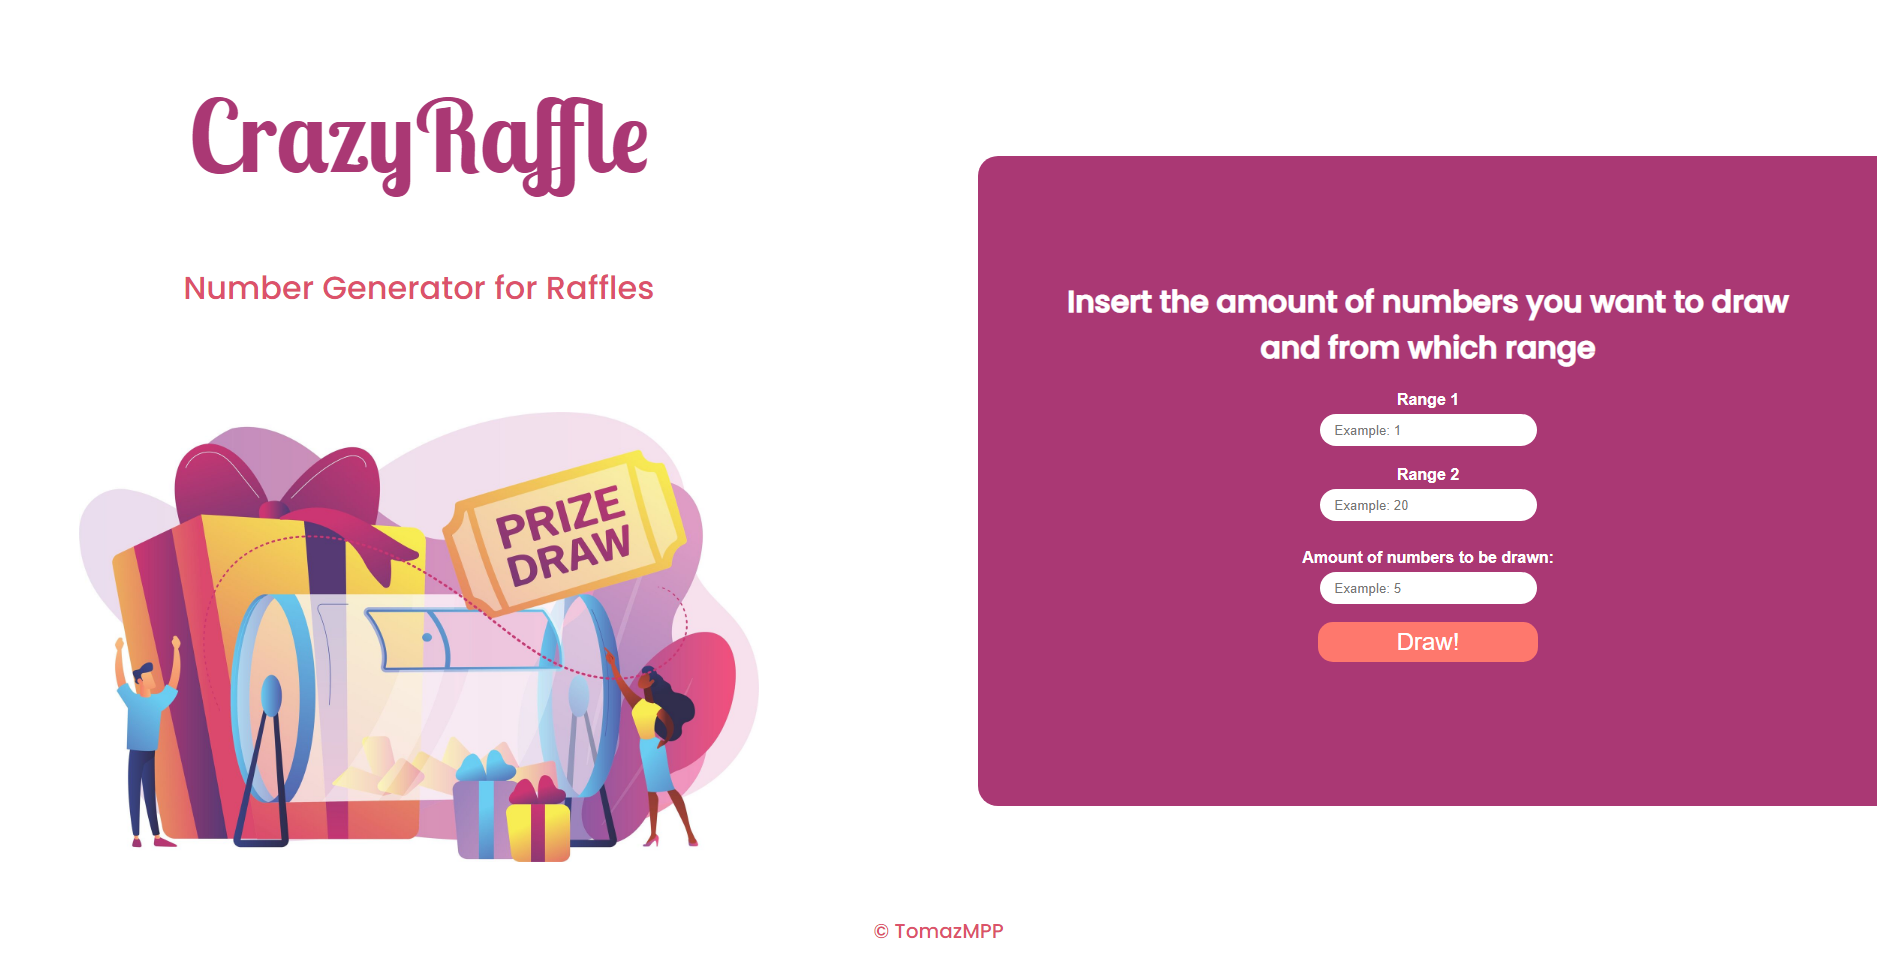 CrazyRaffle
Number Generator for Raffles
PRIZE
DRAW
Insert the amount of numbers you want to draw
and from which range
Range 1
Example: 1
Range 2
Example: 20
Amount of numbers to be drawn:
Example: 5
Draw!
© TomazMPP